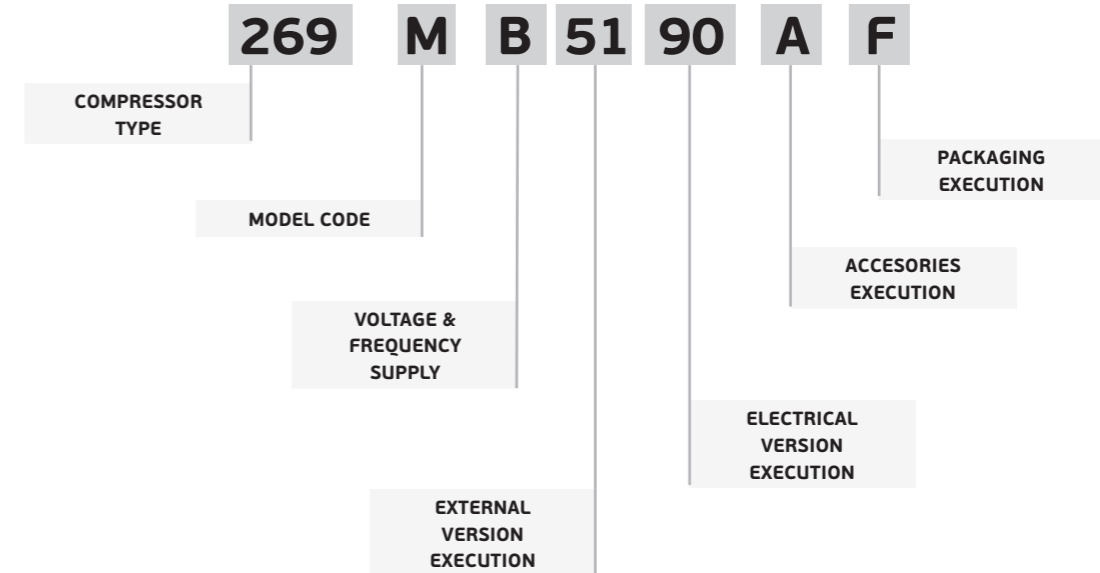 269 M B 51 90 A F
COMPRESSOR
TYPE
PACKAGING
EXECUTION
MODEL CODE
ACCESORIES
EXECUTION
VOLTAGE &
FREQUENCY
SUPPLY
ELECTRICAL
VERSION
EXECUTION
EXTERNAL
VERSION
EXECUTION